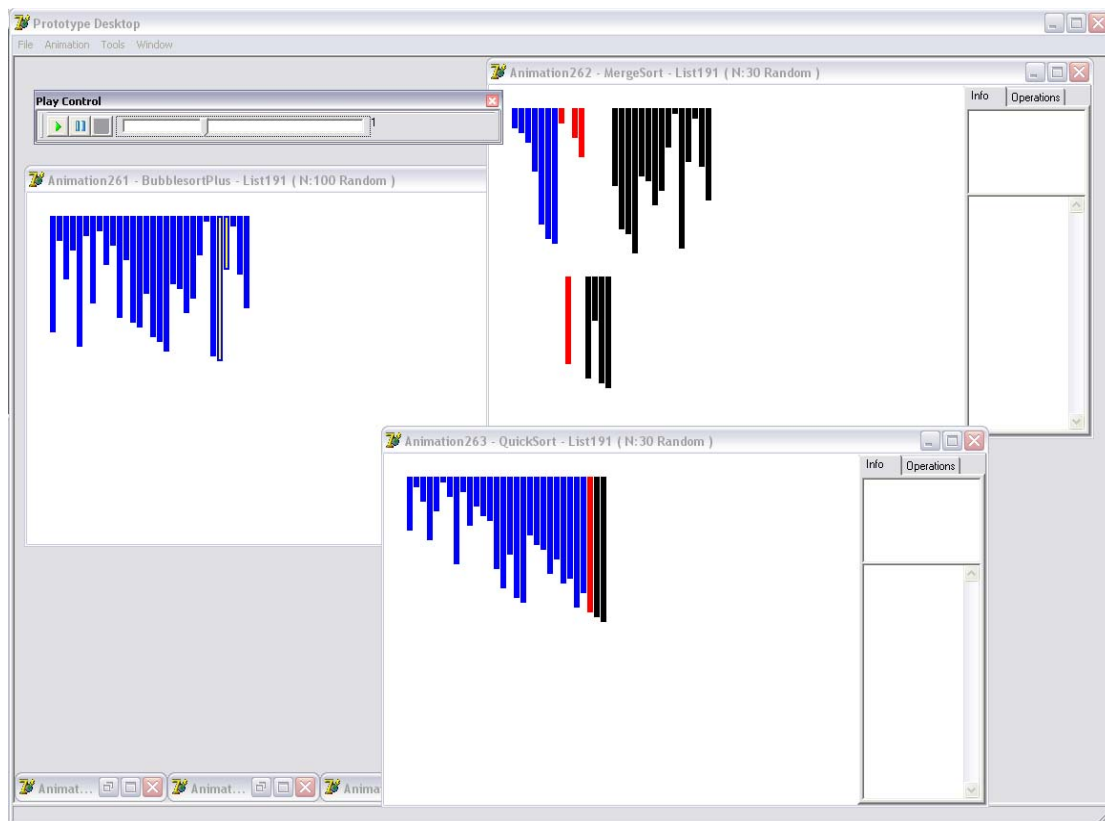 Prototype Desktop
File Animation Tools Window
Animation262 - MergeSort - List191 ( N:30 Random )
Play Control
Info Operations
1
Animation261 - BubblesortPlus - List191 ( N:100 Random )
Animation263 - QuickSort - List191 ( N:30 Random )
Info Operations
Animat... Animat... Anima